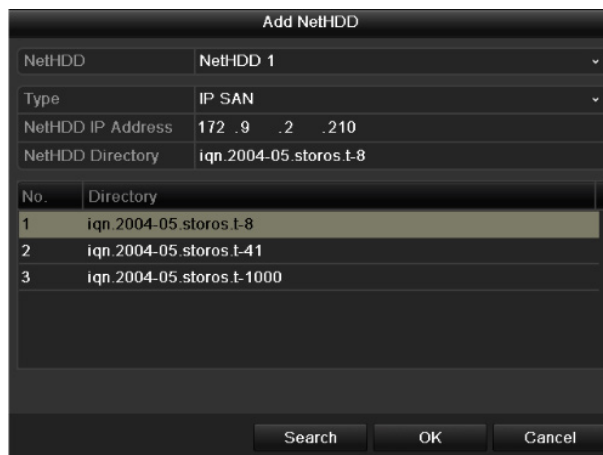 Add NetHDD
NetHDD NetHDD 1
Type IP SAN
NetHDD IP Address 172 .9 .2 .210
NetHDD Directory iqn.2004-05.storos.t-8
No. Directory
1 iqn.2004-05.storos.t-8
2 iqn.2004-05.storos.t-41
3 iqn.2004-05.storos.t-1000
Search OK Cancel